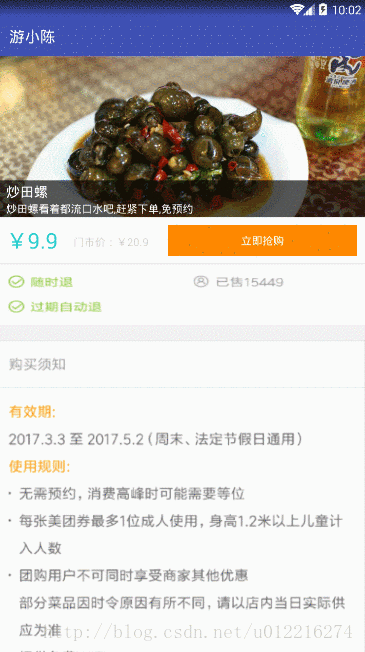 10:02
游小陈
炒田螺
炒田螺看着都流口水吧,赶紧下单,免预约
¥9.9 门市价：¥20.9 立即抢购
随时退 已售15449
过期自动退
购买须知
有效期:
2017.3.3 至 2017.5.2（周末、法定节假日通用）
使用规则:
· 无需预约，消费高峰时可能需要等位
· 每张美团券最多1位成人使用，身高1.2米以上儿童计
入人数
· 团购用户不可同时享受商家其他优惠
部分菜品因时令原因有所不同，请以店内当日实际供
应为准
tp://blog.csdn.net/u012216274